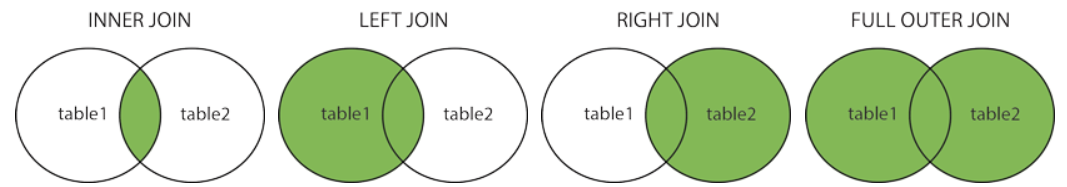 INNER JOIN
LEFT JOIN
RIGHT JOIN
FULL OUTER JOIN
table1
table2
table1
table2
table1
table2
table1
table2